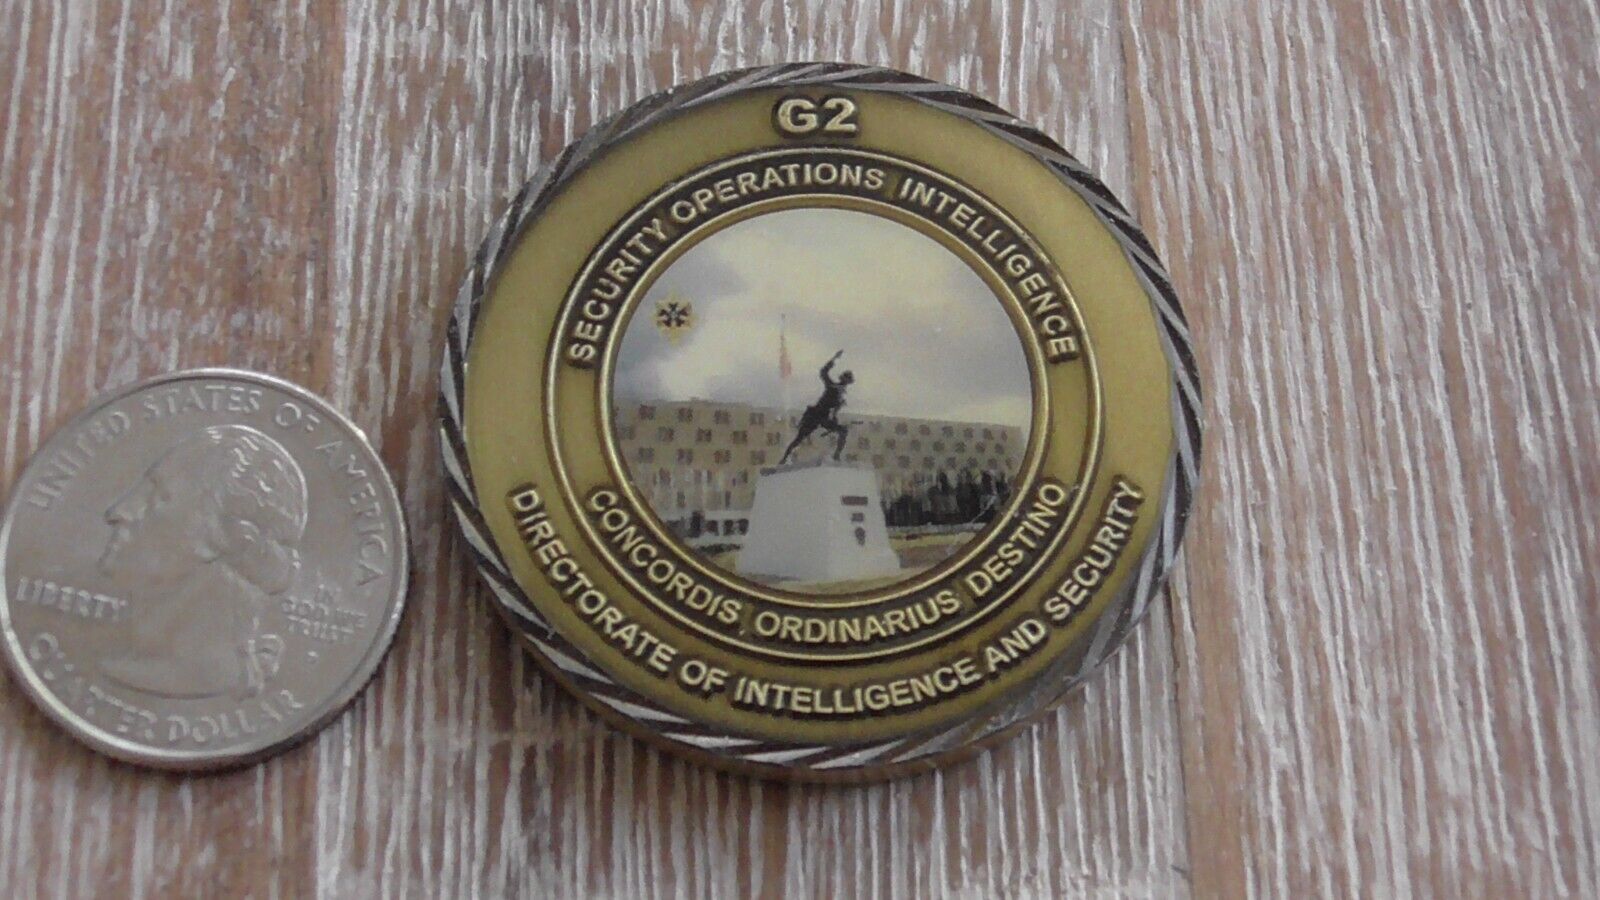 G2
SECURITY OPERATIONS INTELLIGENCE
CONCORDIS ORDINARIUS DESTINO
DIRECTORATE OF INTELLIGENCE AND SECURITY
UNITED STATES OF AMERICA
LIBERTY
IN
GOD WE
TRUST
QUARTER DOLLAR